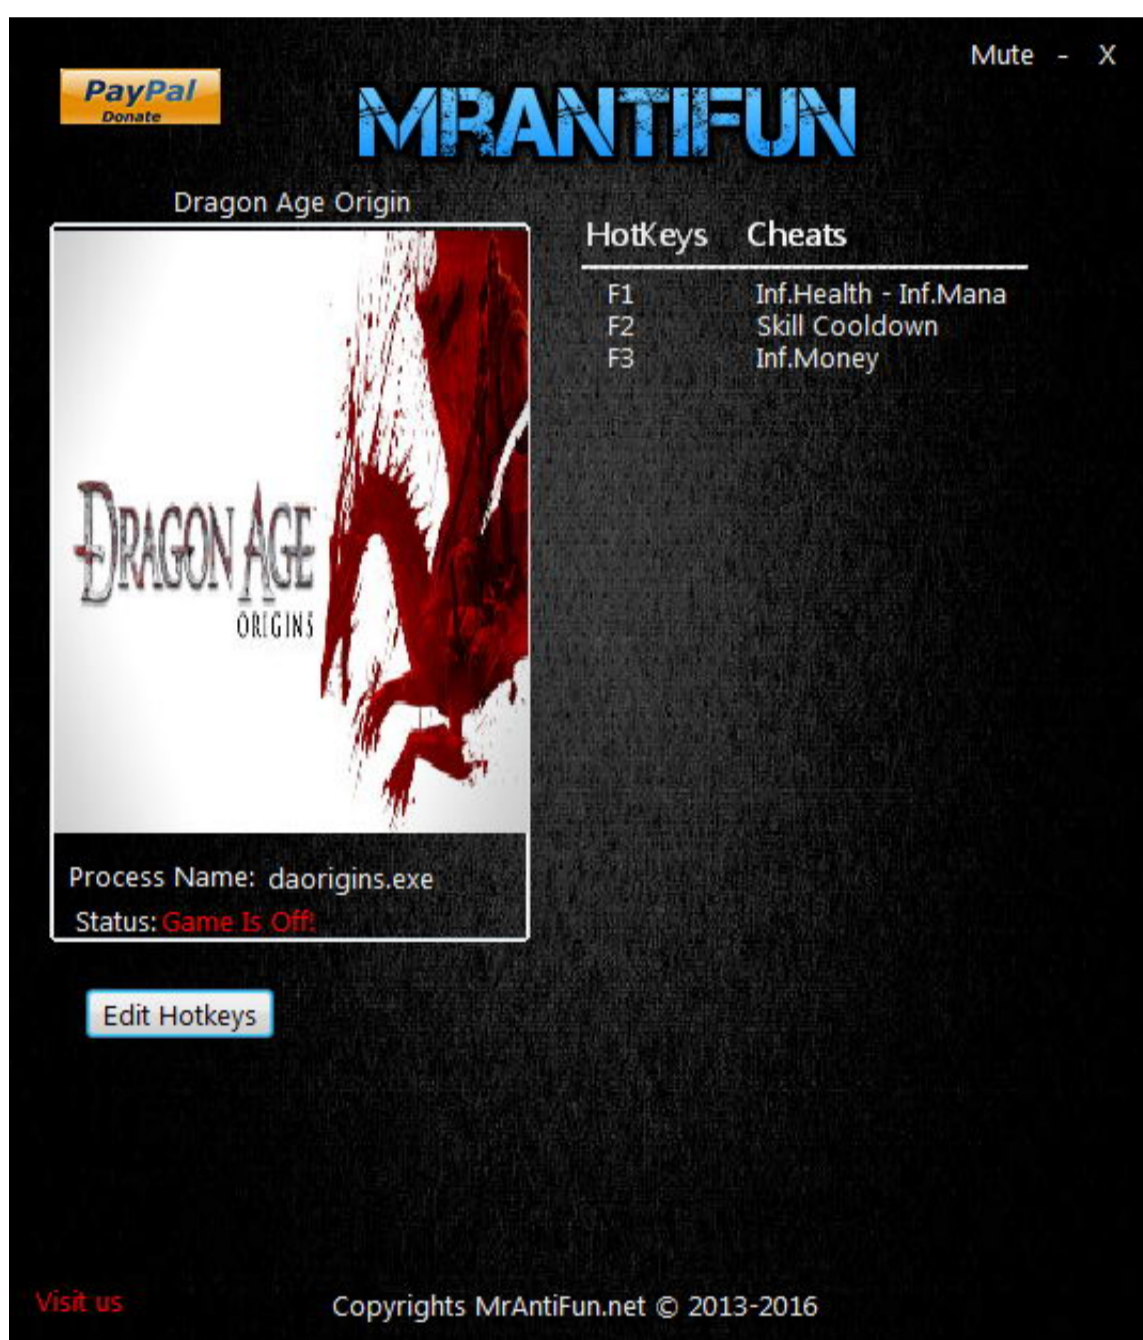 Mute - X
PayPal
Donate
MRANTIFUN
Dragon Age Origin
DRAGON AGE
ORIGINS
Process Name: daorigins.exe
Status: Game Is Off!
HotKeys Cheats
F1 Inf.Health - Inf.Mana
F2 Skill Cooldown
F3 Inf.Money
Edit Hotkeys
Visit us
Copyrights MrAntiFun.net © 2013-2016